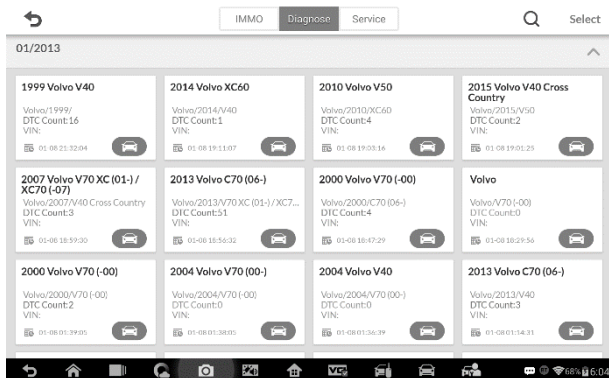 IMMO
Diagnose
Service
Select
01/2013
1999 Volvo V40
Volvo/1999/
DTC Count:16
VIN:
01-08 21:32:04
2014 Volvo XC60
Volvo/2014/V40
DTC Count:1
VIN:
01-08 19:11:07
2010 Volvo V50
Volvo/2010/XC60
DTC Count:4
VIN:
01-08 19:03:16
2015 Volvo V40 Cross
Country
Volvo/2015/V50
DTC Count:2
VIN:
01-08 19:01:25
2007 Volvo V70 XC (01-) /
XC70 (-07)
Volvo/2007/V40 Cross Country
DTC Count:3
VIN:
01-08 18:59:30
2013 Volvo C70 (06-)
Volvo/2013/V70 XC (01-) / XC7...
DTC Count:51
VIN:
01-08 18:56:32
2000 Volvo V70 (-00)
Volvo/2000/C70 (06-)
DTC Count:4
VIN:
01-08 18:47:29
Volvo
Volvo/V70 (-00)
DTC Count:0
VIN:
01-08 18:29:56
2000 Volvo V70 (-00)
Volvo/2000/V70 (-00)
DTC Count:2
VIN:
01-08 01:39:05
2004 Volvo V70 (00-)
Volvo/2004/V70 (-00)
DTC Count:0
VIN:
01-08 01:38:05
2004 Volvo V40
Volvo/2004/V70 (00-)
DTC Count:0
VIN:
01-08 01:36:39
2013 Volvo C70 (06-)
Volvo/2013/V40
DTC Count:3
VIN:
01-08 01:14:31
68% 6:04